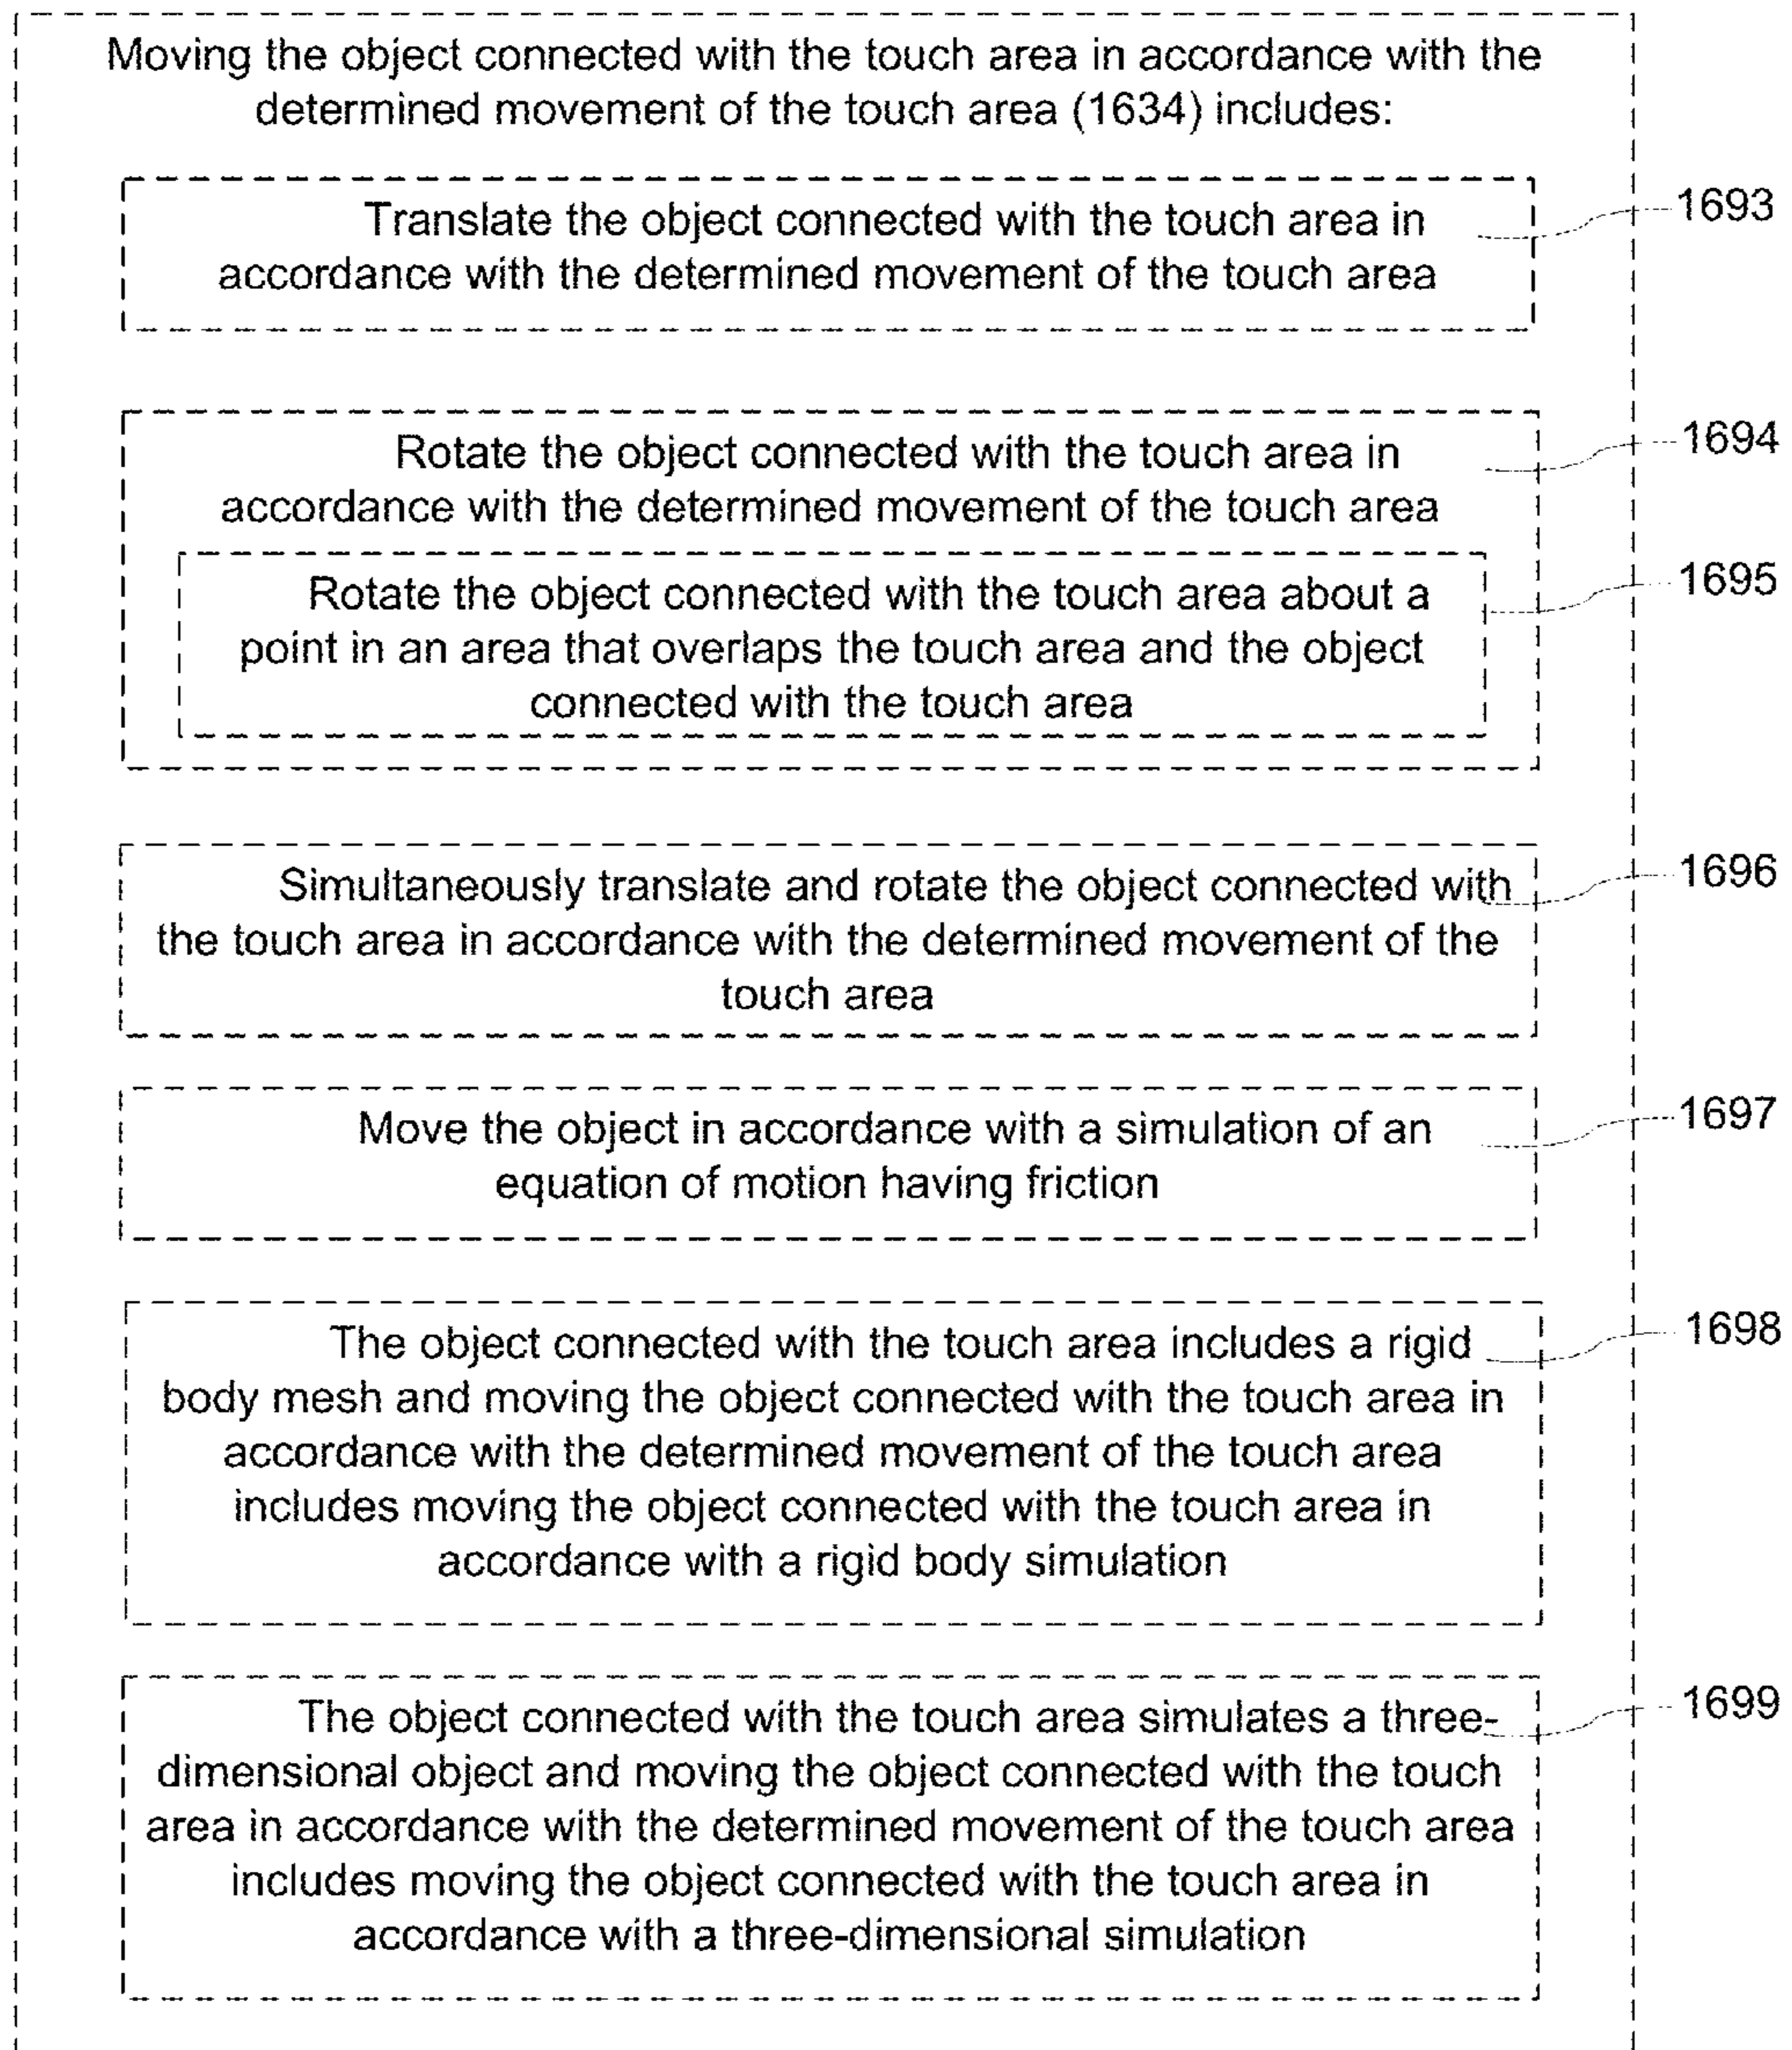 Moving the object connected with the touch area in accordance with the
determined movement of the touch area (1634) includes:
Translate the object connected with the touch area in
accordance with the determined movement of the touch area
1693
Rotate the object connected with the touch area in
accordance with the determined movement of the touch area
1694
Rotate the object connected with the touch area about a
point in an area that overlaps the touch area and the object
connected with the touch area
1695
Simultaneously translate and rotate the object connected with
the touch area in accordance with the determined movement of the
touch area
1696
Move the object in accordance with a simulation of an
equation of motion having friction
1697
The object connected with the touch area includes a rigid
body mesh and moving the object connected with the touch area in
accordance with the determined movement of the touch area
includes moving the object connected with the touch area in
accordance with a rigid body simulation
1698
The object connected with the touch area simulates a three-
dimensional object and moving the object connected with the touch
area in accordance with the determined movement of the touch area
includes moving the object connected with the touch area in
accordance with a three-dimensional simulation
1699